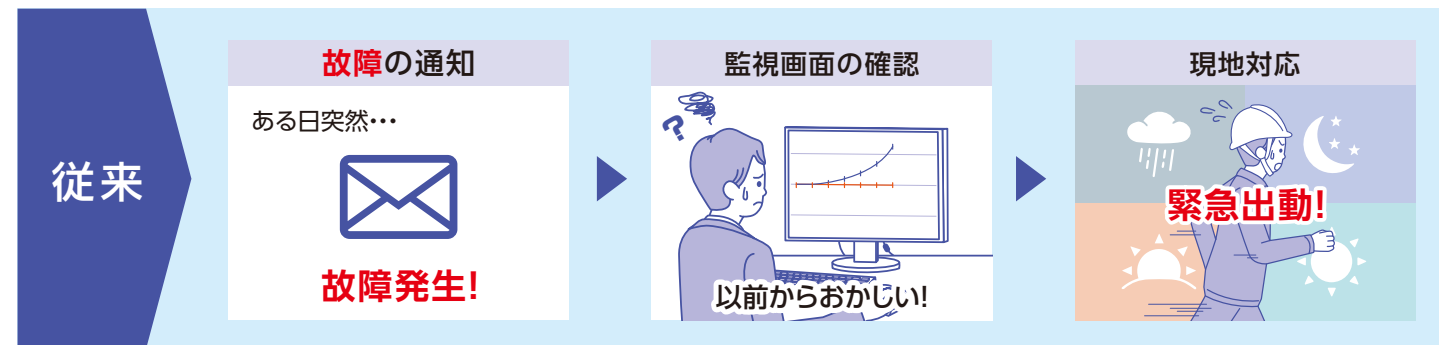 従来
故障の通知
ある日突然・・・
故障発生!
監視画面の確認
?
以前からおかしい!
現地対応
緊急出動!